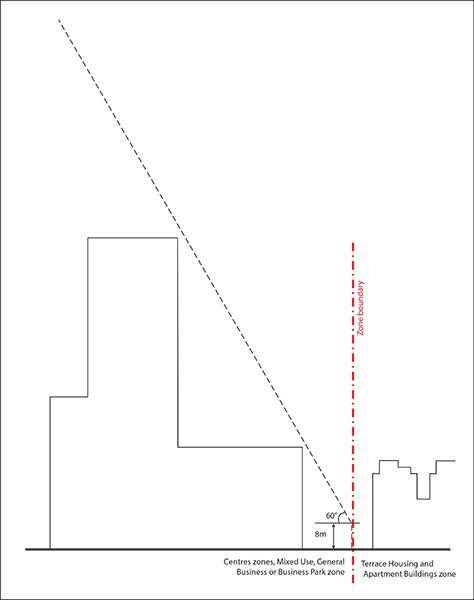 Zone boundary
60°
8m
Centres zones, Mixed Use, General
Business or Business Park zone
Terrace Housing and
Apartment Buildings zone